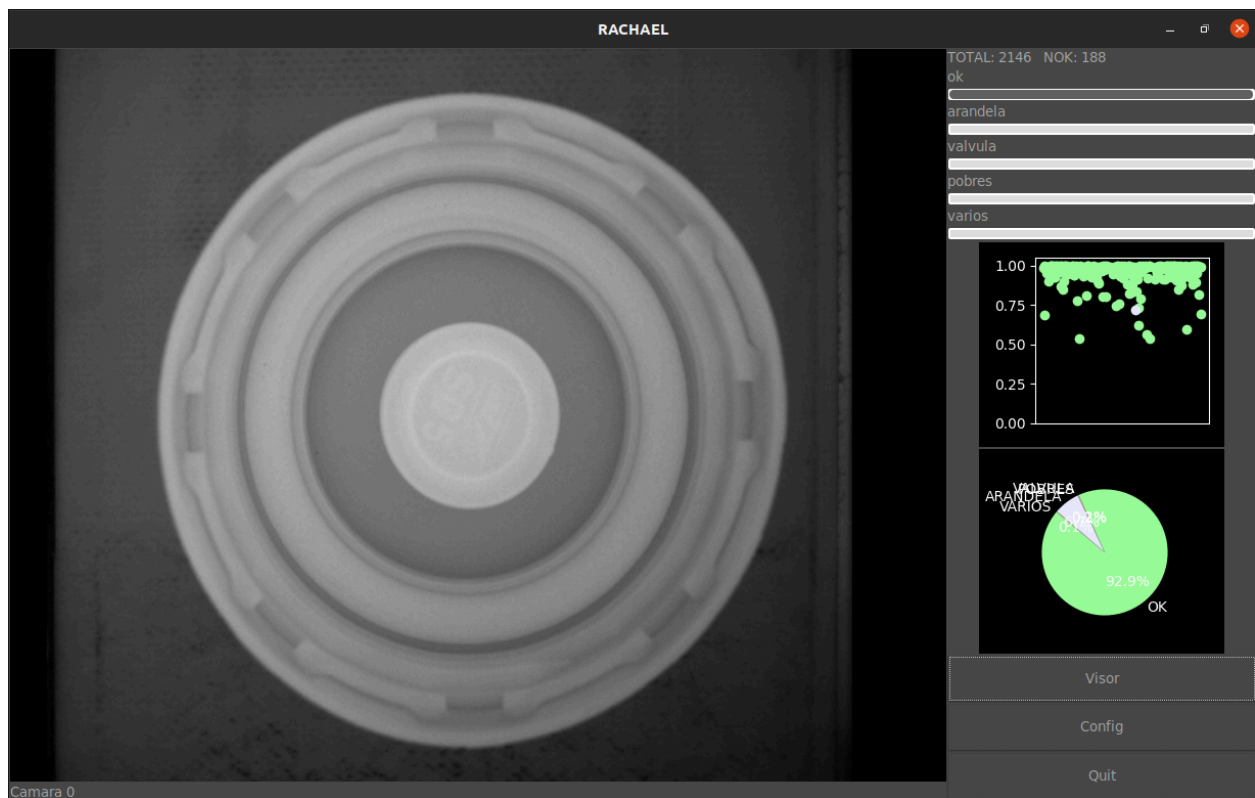 RACHAEL
TOTAL: 2146 NOK: 188
ok
arandela
valvula
pobres
varios
1.00
0.75
0.50
0.25
0.00
ARANDELA
VARIOS
92.9%
OK
Visor
Config
Quit
Camara 0